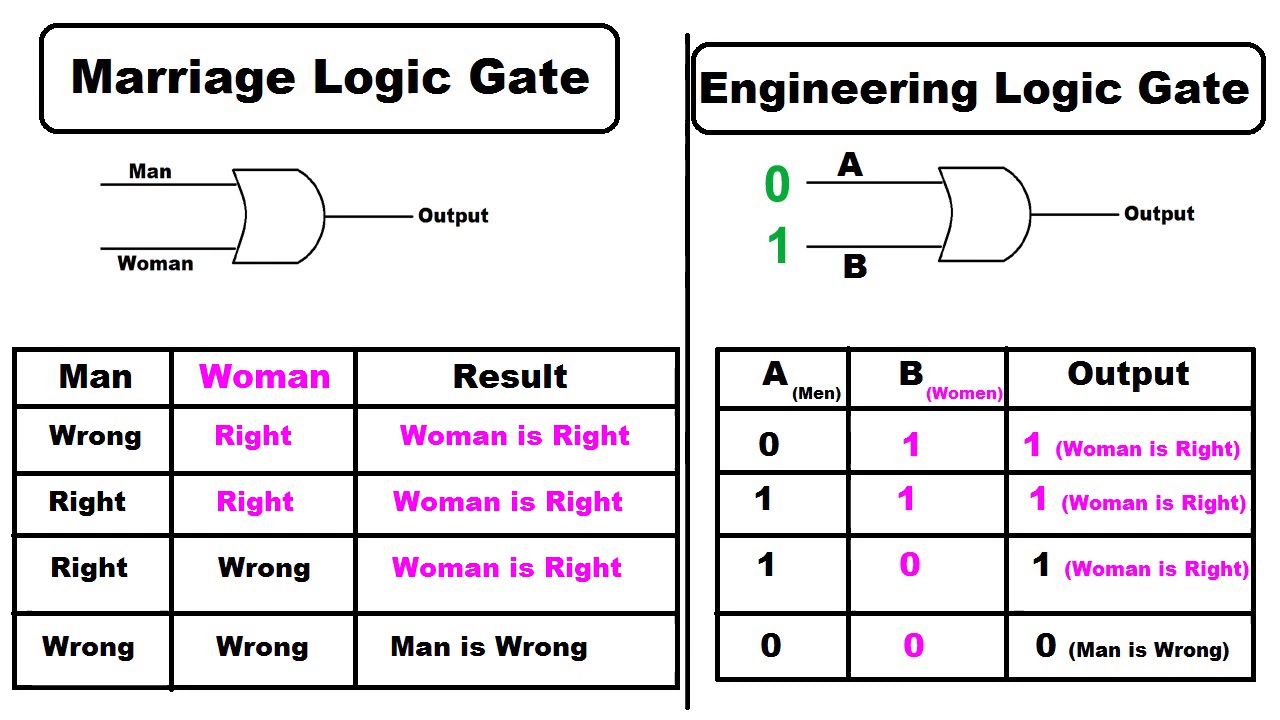 Marriage Logic Gate
Man
Woman
Output
Man Woman Result
Wrong Right Woman is Right
Right Right Woman is Right
Right Wrong Woman is Right
Wrong Wrong Man is Wrong
Engineering Logic Gate
0 A
1 B
Output
A (Men) B (Women) Output
0 1 1 (Woman is Right)
1 1 1 (Woman is Right)
1 0 1 (Woman is Right)
0 0 0 (Man is Wrong)